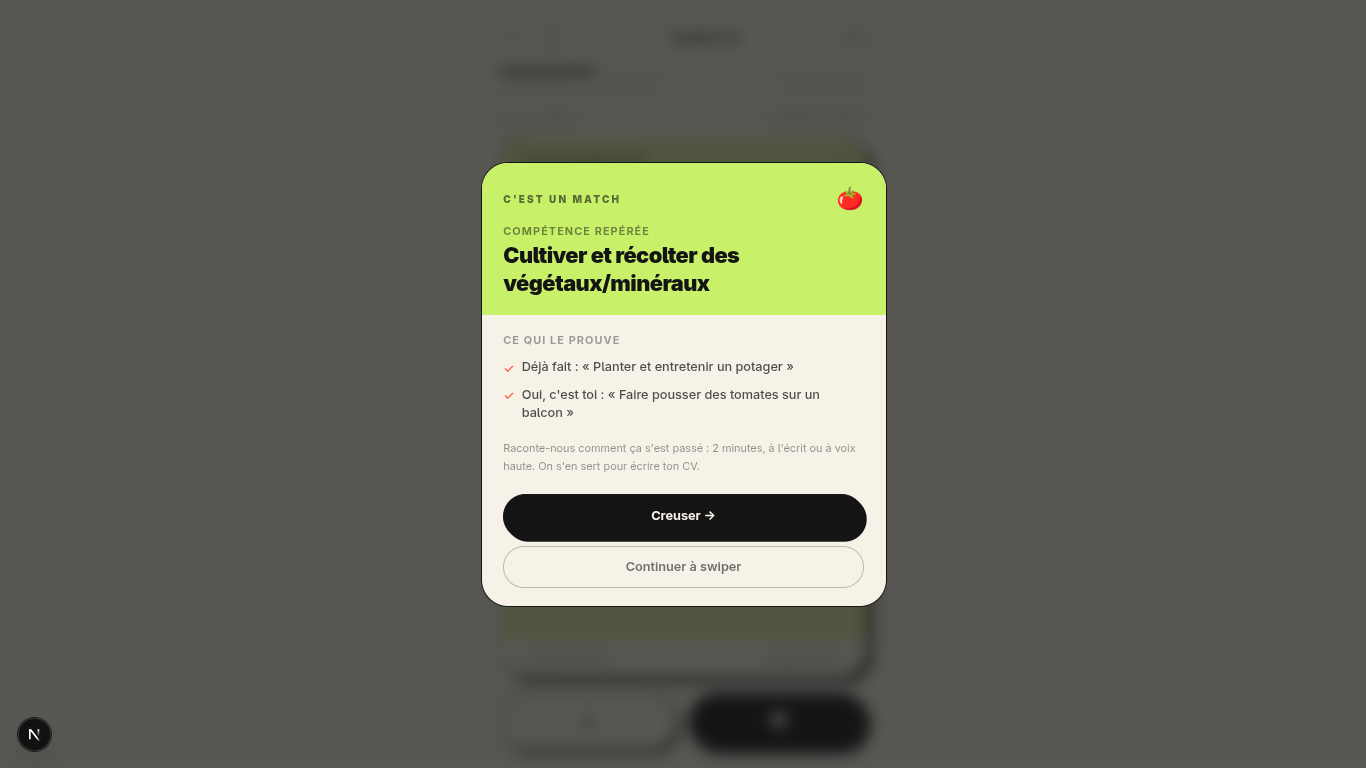 C'EST UN MATCH
COMPÉTENCE REPÉRÉE
Cultiver et récolter des
végétaux/minéraux
CE QUI LE PROUVE
Déjà fait : « Planter et entretenir un potager »
Oui, c'est toi : « Faire pousser des tomates sur un
balcon »
Raconte-nous comment ça s'est passé : 2 minutes, à l'écrit ou à voix
haute. On s'en sert pour écrire ton CV.
Creuser →
Continuer à swiper
N